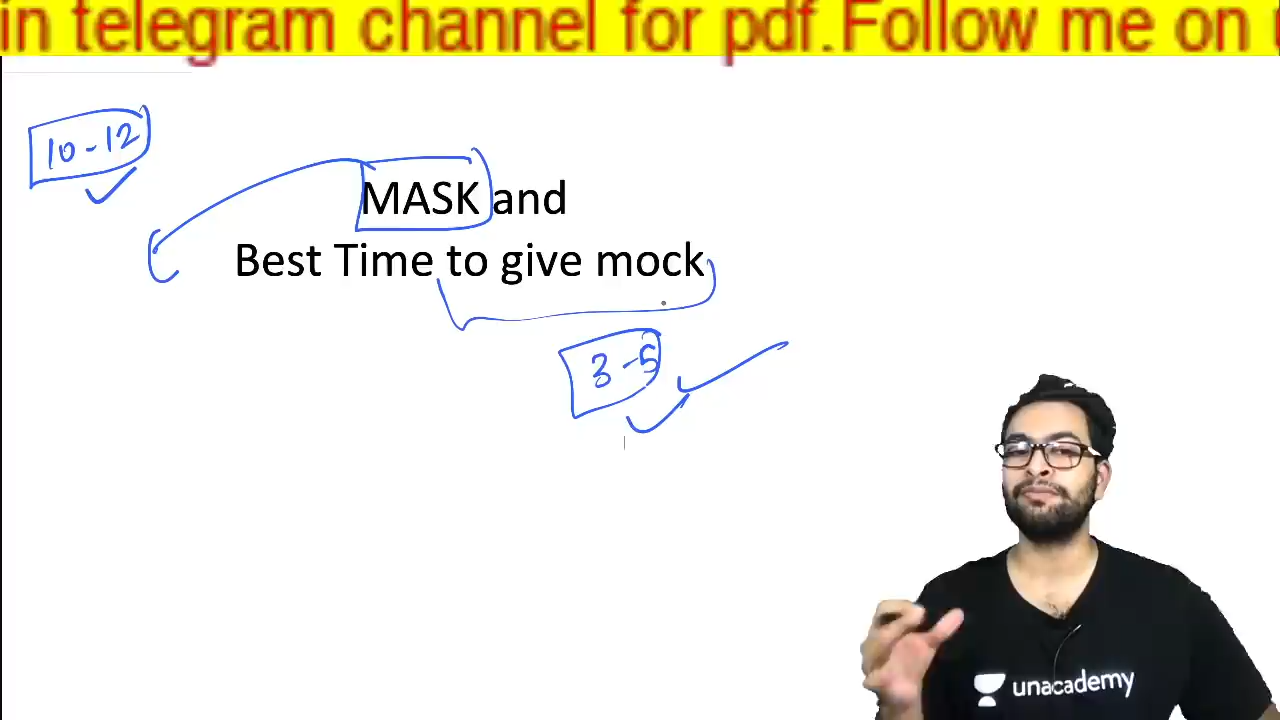 in telegram channel for pdf.Follow me on
10-12
MASK and
Best Time to give mock
3-5
unacademy